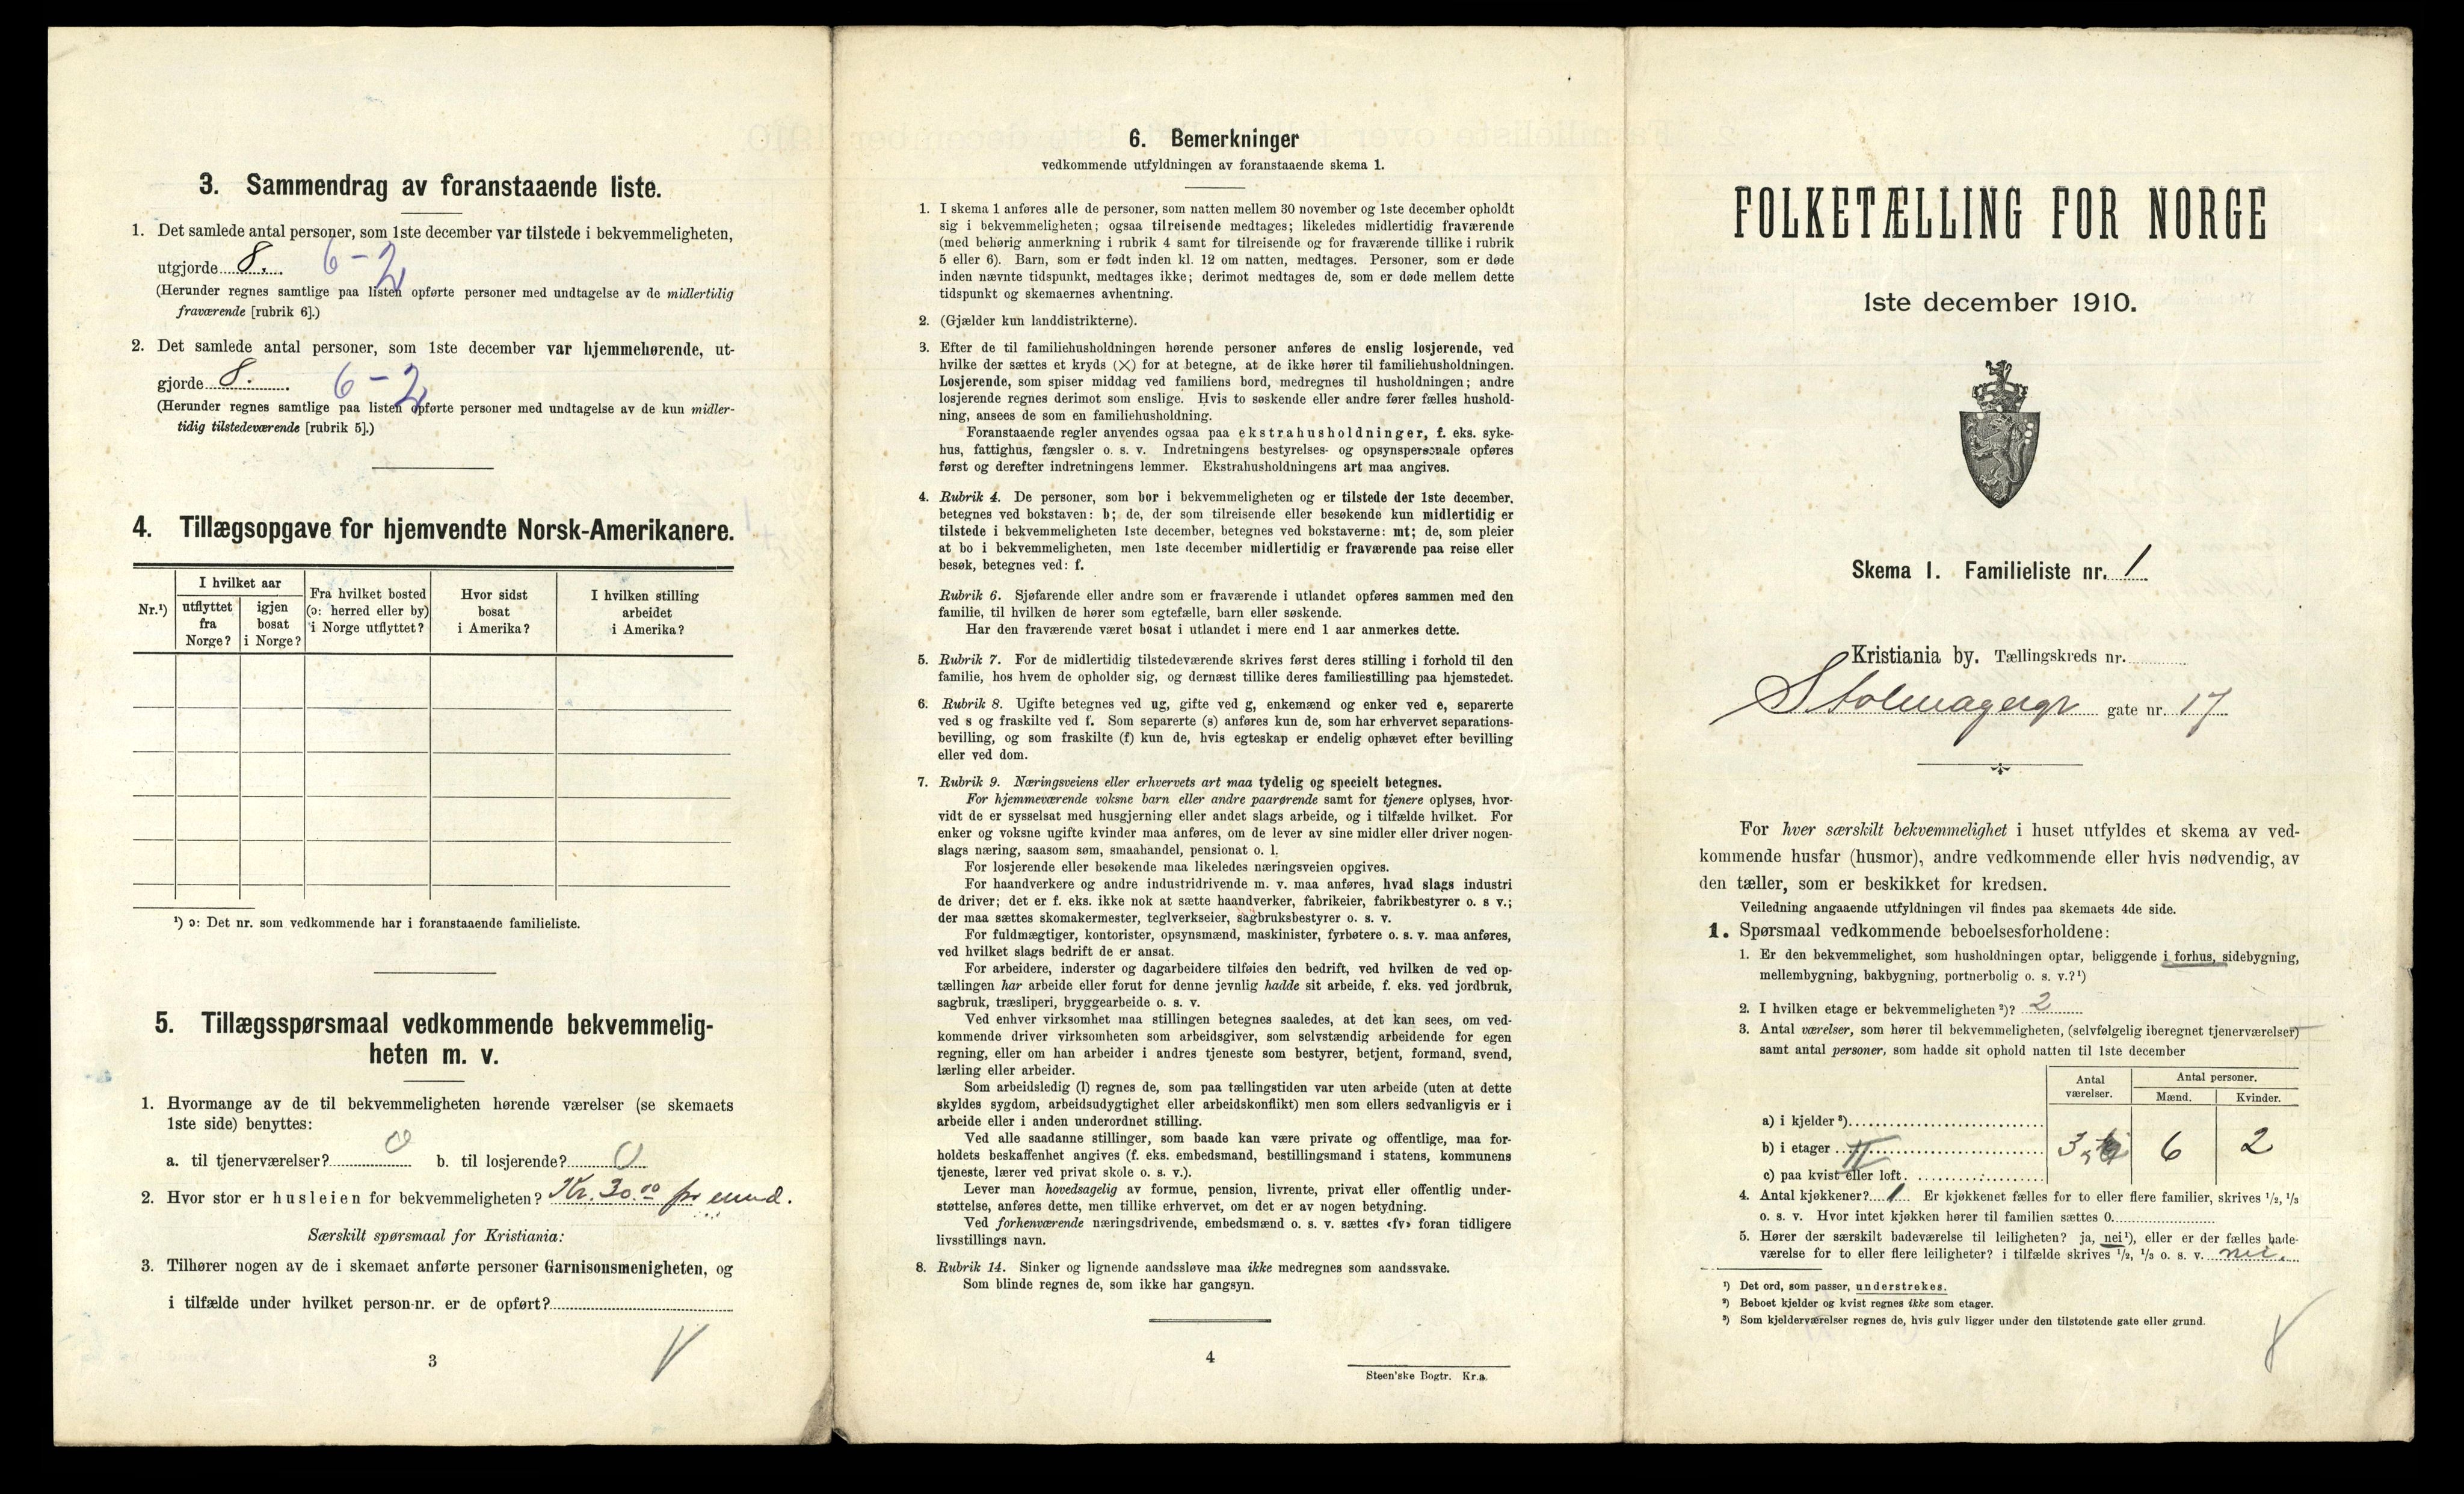 3. Sammendrag av foranstaaende liste.
1. Det samlede antal personer, som 1ste december var tilstede i bekvemmeligheten,
utgjorde 8. 6 - 2
(Herunder regnes samtlige paa listen opførte personer med undtagelse av de midlertidig
fraværende [rubrik 6].)
2. Det samlede antal personer, som 1ste december var hjemmehørende, ut-
gjorde 8. 6 - 2
(Herunder regnes samtlige paa listen opførte personer med undtagelse av de kun midler-
tidig tilstedeværende [rubrik 5].)
4. Tillægsopgave for hjemvendte Norsk-Amerikanere.
Nr.¹)
I hvilket aar
utflyttet
fra
Norge?
igjen
bosat
i Norge?
Fra hvilket bosted
(ɔ: herred eller by)
i Norge utflyttet?
Hvor sidst
bosat
i Amerika?
I hvilken stilling
arbeidet
i Amerika?
¹) ɔ: Det nr. som vedkommende har i foranstaaende familieliste.
5. Tillægsspørsmaal vedkommende bekvemmelig-
heten m. v.
1. Hvormange av de til bekvemmeligheten hørende værelser (se skemaets
1ste side) benyttes:
a. til tjenerværelser? 0 b. til losjerende? 0
2. Hvor stor er husleien for bekvemmeligheten? Kr. 30.00 pr mnd.
Særskilt spørsmaal for Kristiania:
3. Tilhører nogen av de i skemaet anførte personer Garnisonsmenigheten, og
i tilfælde under hvilket person-nr. er de opført?
3
6. Bemerkninger
vedkommende utfyldningen av foranstaaende skema 1.
1. I skema 1 anføres alle de personer, som natten mellem 30 november og 1ste december opholdt
sig i bekvemmeligheten; ogsaa tilreisende medtages; likeledes midlertidig fraværende
(med behørig anmerkning i rubrik 4 samt for tilreisende og for fraværende tillike i rubrik
5 eller 6). Barn, som er født inden kl. 12 om natten, medtages. Personer, som er døde
inden nævnte tidspunkt, medtages ikke; derimot medtages de, som er døde mellem dette
tidspunkt og skemaernes avhentning.
2. (Gjælder kun landdistrikterne).
3. Efter de til familiehusholdningen hørende personer anføres de enslig losjerende, ved
hvilke der sættes et kryds (X) for at betegne, at de ikke hører til familiehusholdningen.
Losjerende, som spiser middag ved familiens bord, medregnes til husholdningen; andre
losjerende regnes derimot som enslige. Hvis to søskende eller andre fører fælles hushold-
ning, ansees de som en familiehusholdning.
Foranstaaende regler anvendes ogsaa paa ekstrahusholdninger, f. eks. syke-
hus, fattighus, fængsler o. s. v. Indretningens bestyrelses- og opsynspersonale opføres
først og derefter indretningens lemmer. Ekstrahusholdningens art maa angives.
4. Rubrik 4. De personer, som bor i bekvemmeligheten og er tilstede der 1ste december,
betegnes ved bokstaven: b; de, der som tilreisende eller besøkende kun midlertidig er
tilstede i bekvemmeligheten 1ste december, betegnes ved bokstaverne: mt; de, som pleier
at bo i bekvemmeligheten, men 1ste december midlertidig er fraværende paa reise eller
besøk, betegnes ved: f.
Rubrik 6. Sjøfarende eller andre som er fraværende i utlandet opføres sammen med den
familie, til hvilken de hører som egtefælle, barn eller søskende.
Har den fraværende været bosat i utlandet i mere end 1 aar anmerkes dette.
5. Rubrik 7. For de midlertidig tilstedeværende skrives først deres stilling i forhold til den
familie, hos hvem de opholder sig, og dernæst tillike deres familiestilling paa hjemstedet.
6. Rubrik 8. Ugifte betegnes ved ug, gifte ved g, enkemænd og enker ved e, separerte
ved s og fraskilte ved f. Som separerte (s) anføres kun de, som har erhvervet separations-
bevilling, og som fraskilte (f) kun de, hvis egteskap er endelig ophævet efter bevilling
eller ved dom.
7. Rubrik 9. Næringsveiens eller erhvervets art maa tydelig og specielt betegnes.
For hjemmeværende voksne barn eller andre paarørende samt for tjenere oplyses, hvor-
vidt de er sysselsat med husgjerning eller andet slags arbeide, og i tilfælde hvilket. For
enker og voksne ugifte kvinder maa anføres, om de lever av sine midler eller driver nogen-
slags næring, saasom søm, smaahandel, pensionat o. l.
For losjerende eller besøkende maa likeledes næringsveien opgives.
For haandverkere og andre industridrivende m. v. maa anføres, hvad slags industri
de driver; det er f. eks. ikke nok at sætte haandverker, fabrikeier, fabrikbestyrer o. s v.;
der maa sættes skomakermester, teglverkseier, sagbruksbestyrer o. s. v.
For fuldmægtiger, kontorister, opsynsmænd, maskinister, fyrbøtere o. s. v. maa anføres,
ved hvilket slags bedrift de er ansat.
For arbeidere, inderster og dagarbeidere tilføies den bedrift, ved hvilken de ved op-
tællingen har arbeide eller forut for denne jevnlig hadde sit arbeide, f. eks. ved jordbruk,
sagbruk, træsliperi, bryggearbeide o. s. v.
Ved enhver virksomhet maa stillingen betegnes saaledes, at det kan sees, om ved-
kommende driver virksomheten som arbeidsgiver, som selvstændig arbeidende for egen
regning, eller om han arbeider i andres tjeneste som bestyrer, betjent, formand, svend,
lærling eller arbeider.
Som arbeidsledig (l) regnes de, som paa tællingstiden var uten arbeide (uten at dette
skyldes sygdom, arbeidsudygtighet eller arbeidskonflikt) men som ellers sedvanligvis er i
arbeide eller i anden underordnet stilling.
Ved alle saadanne stillinger, som baade kan være private og offentlige, maa for-
holdets beskaffenhet angives (f. eks. embedsmand, bestillingsmand i statens, kommunens
tjeneste, lærer ved privat skole o. s. v.).
Lever man hovedsagelig av formue, pension, livrente, privat eller offentlig under-
støttelse, anføres dette, men tillike erhvervet, om det er av nogen betydning.
Ved forhenværende næringsdrivende, embedsmænd o. s. v. sættes «fv» foran tidligere
livsstillings navn.
8. Rubrik 14. Sinker og lignende aandssløve maa ikke medregnes som aandssvake.
Som blinde regnes de, som ikke har gangsyn.
4
Steen'ske Bogtr. Kr.a.
FOLKETÆLLING FOR NORGE
1ste december 1910.
Skema I. Familieliste nr. 1
Kristiania by. Tællingskreds nr.
Stolmagergt gate nr. 17
For hver særskilt bekvemmelighet i huset utfyldes et skema av ved-
kommende husfar (husmor), andre vedkommende eller hvis nødvendig, av
den tæller, som er beskikket for kredsen.
Veiledning angaaende utfyldningen vil findes paa skemaets 4de side.
1. Spørsmaal vedkommende beboelsesforholdene:
1. Er den bekvemmelighet, som husholdningen optar, beliggende i forhus, sidebygning,
mellembygning, bakbygning, portnerbolig o. s. v.?¹)
2. I hvilken etage er bekvemmeligheten²)? 2
3. Antal værelser, som hører til bekvemmeligheten, (selvfølgelig iberegnet tjenerværelser)
samt antal personer, som hadde sit ophold natten til 1ste december
Antal
værelser.
Antal personer.
Mænd.
Kvinder.
a) i kjelder³)
b) i etager II 3 6 2
c) paa kvist eller loft.
4. Antal kjøkkener? 1 Er kjøkkenet fælles for to eller flere familier, skrives ¹/₂, ¹/₃
o. s. v. Hvor intet kjøkken hører til familien sættes 0.
5. Hører der særskilt badeværelse til leiligheten? ja, nei¹), eller er der fælles bade-
værelse for to eller flere leiligheter? i tilfælde skrives ¹/₂, ¹/₃ o. s. v. nei.
¹) Det ord, som passer, understrekes.
²) Beboet kjelder og kvist regnes ikke som etager.
³) Som kjelderværelser regnes de, hvis gulv ligger under den tilstøtende gate eller grund.